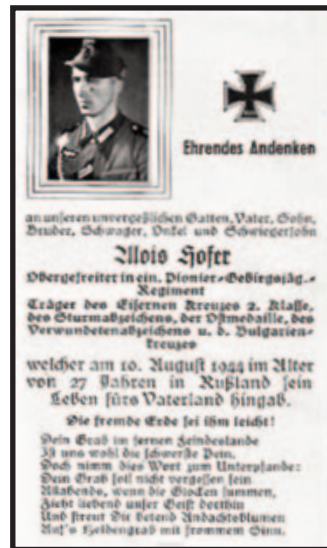 Ehrendes Andenken
an unseren unvergeßlichen Gatten, Vater, Sohn,
Bruder, Schwager, Onkel und Schwiegersohn
Alois Hofer
Obergefreiter in ein. Pionier-Gebirgsjäg.-
Regiment
Träger des Eisernen Kreuzes 2. Klasse,
des Sturmabzeichens, der Ostmedaille, des
Verwundetenabzeichens u. d. Bulgarien-
kreuzes
welcher am 10. August 1944 im Alter
von 27 Jahren in Rußland sein
Leben fürs Vaterland hingab.
Die fremde Erde sei ihm leicht!
Dein Grab im fernen Feindeslande
Ist uns wohl die schwerste Pein.
Doch nimm dies Wort zum Unterpfande:
Dein Grab soll nicht vergessen sein
Allabends, wenn die Glocken summen,
Zieht liebend unser Geist dorthin
Und streut Dir betend Andachtsblumen
Auf's Heldengrab mit frommem Sinn.